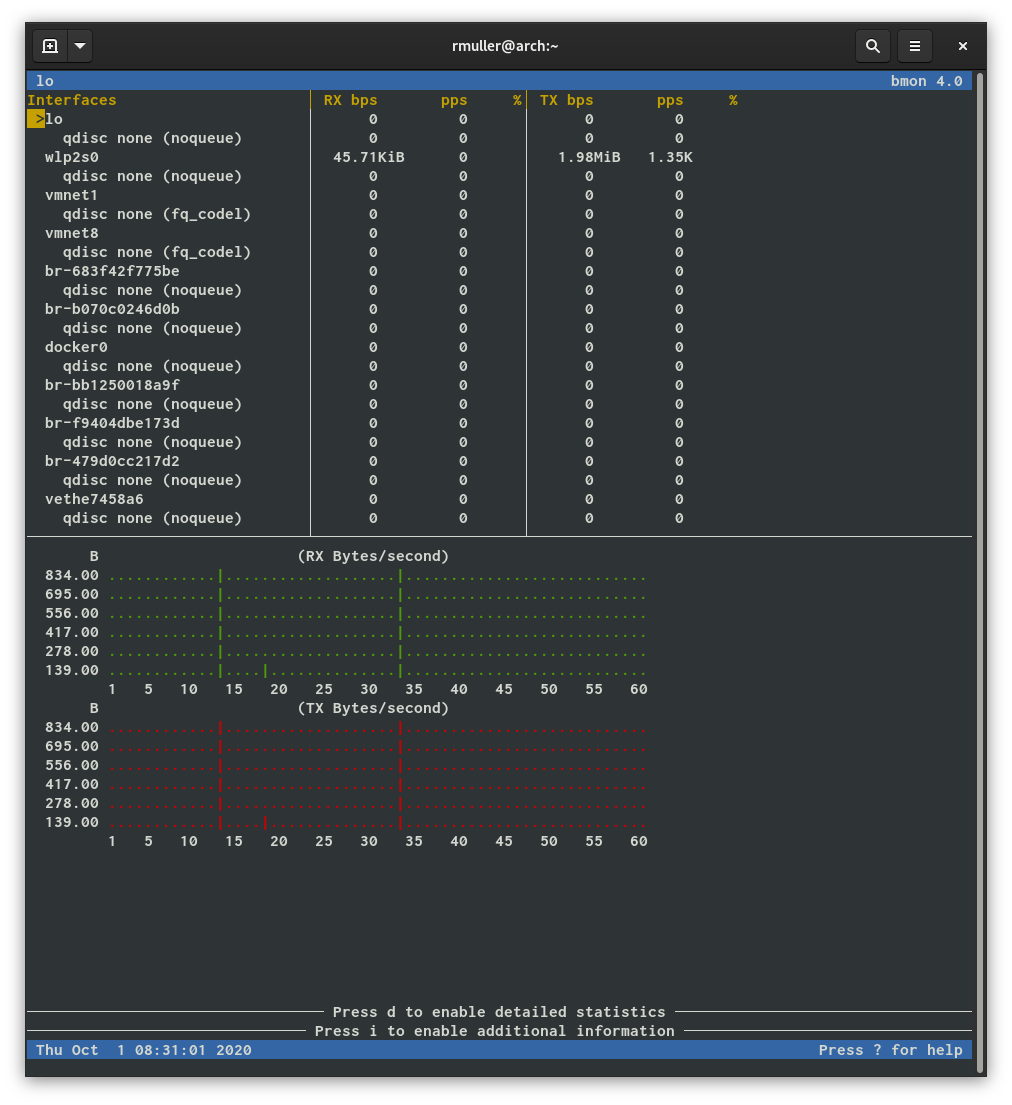 rmuller@arch:~
lo bmon 4.0
Interfaces RX bps pps % TX bps pps %
>lo 0 0 0 0
qdisc none (noqueue) 0 0 0 0
wlp2s0 45.71KiB 0 1.98MiB 1.35K
qdisc none (noqueue) 0 0 0 0
vmnet1 0 0 0 0
qdisc none (fq_codel) 0 0 0 0
vmnet8 0 0 0 0
qdisc none (fq_codel) 0 0 0 0
br-683f42f775be 0 0 0 0
qdisc none (noqueue) 0 0 0 0
br-b070c0246d0b 0 0 0 0
qdisc none (noqueue) 0 0 0 0
docker0 0 0 0 0
qdisc none (noqueue) 0 0 0 0
br-bb1250018a9f 0 0 0 0
qdisc none (noqueue) 0 0 0 0
br-f9404dbe173d 0 0 0 0
qdisc none (noqueue) 0 0 0 0
br-479d0cc217d2 0 0 0 0
qdisc none (noqueue) 0 0 0 0
vethe7458a6 0 0 0 0
qdisc none (noqueue) 0 0 0 0
B (RX Bytes/second)
834.00 ............|...................|...........................
695.00 ............|...................|...........................
556.00 ............|...................|...........................
417.00 ............|...................|...........................
278.00 ............|...................|...........................
139.00 ............|....|..............|...........................
1 5 10 15 20 25 30 35 40 45 50 55 60
B (TX Bytes/second)
834.00 ............|...................|...........................
695.00 ............|...................|...........................
556.00 ............|...................|...........................
417.00 ............|...................|...........................
278.00 ............|...................|...........................
139.00 ............|....|..............|...........................
1 5 10 15 20 25 30 35 40 45 50 55 60
Press d to enable detailed statistics
Press i to enable additional information
Thu Oct 1 08:31:01 2020 Press ? for help